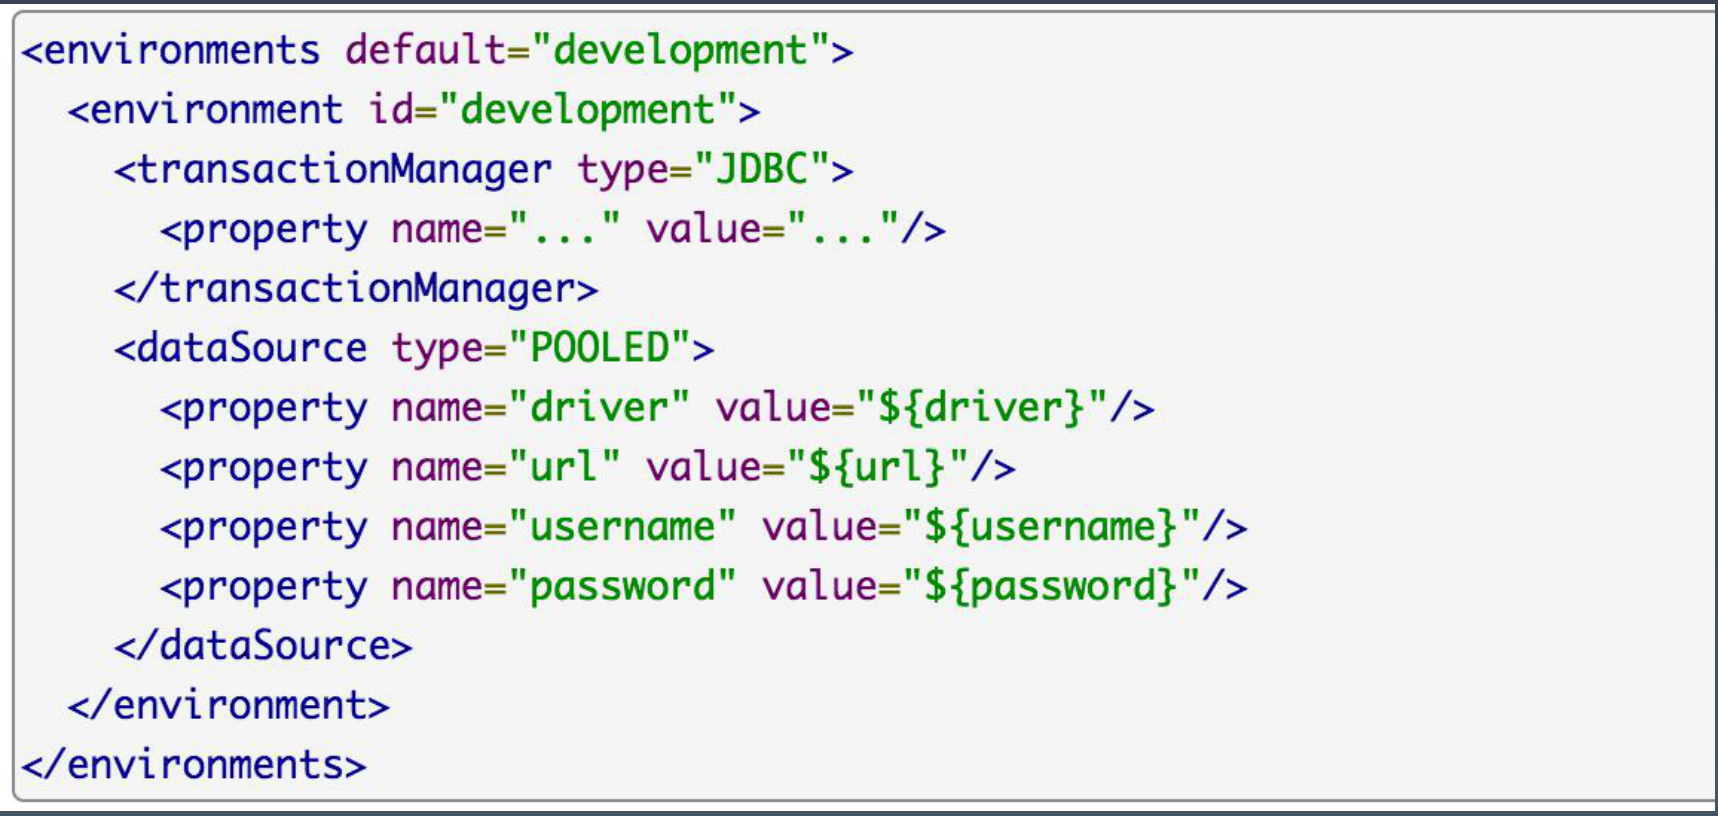 <environments default="development">
  <environment id="development">
    <transactionManager type="JDBC">
      <property name="..." value="..."/>
    </transactionManager>
    <dataSource type="POOLED">
      <property name="driver" value="${driver}"/>
      <property name="url" value="${url}"/>
      <property name="username" value="${username}"/>
      <property name="password" value="${password}"/>
    </dataSource>
  </environment>
</environments>